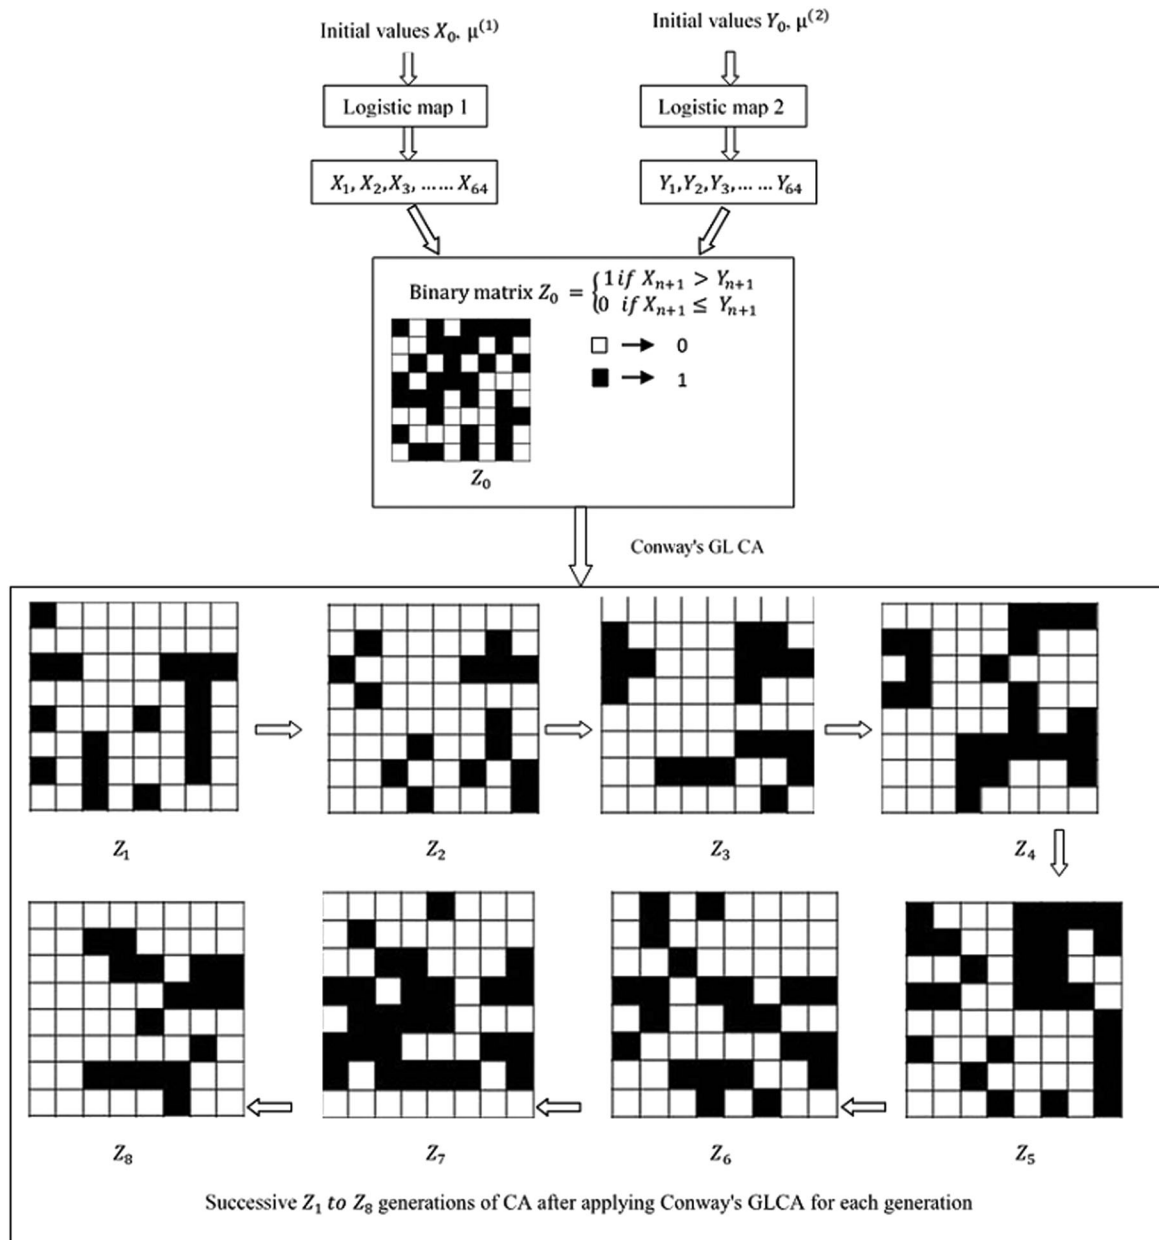 Initial values X₀, μ⁽¹⁾
Initial values Y₀, μ⁽²⁾
Logistic map 1
Logistic map 2
X₁, X₂,X₃, ...... X₆₄
Y₁,Y₂,Y₃,... ... Y₆₄
Binary matrix Z₀ = {1 if Xₙ₊₁ > Yₙ₊₁
0 if Xₙ₊₁ ≤ Yₙ₊₁
0
1
Z₀
Conway's GL CA
Z₁
Z₂
Z₃
Z₄
Z₈
Z₇
Z₆
Z₅
Successive Z₁ to Z₈ generations of CA after applying Conway's GLCA for each generation